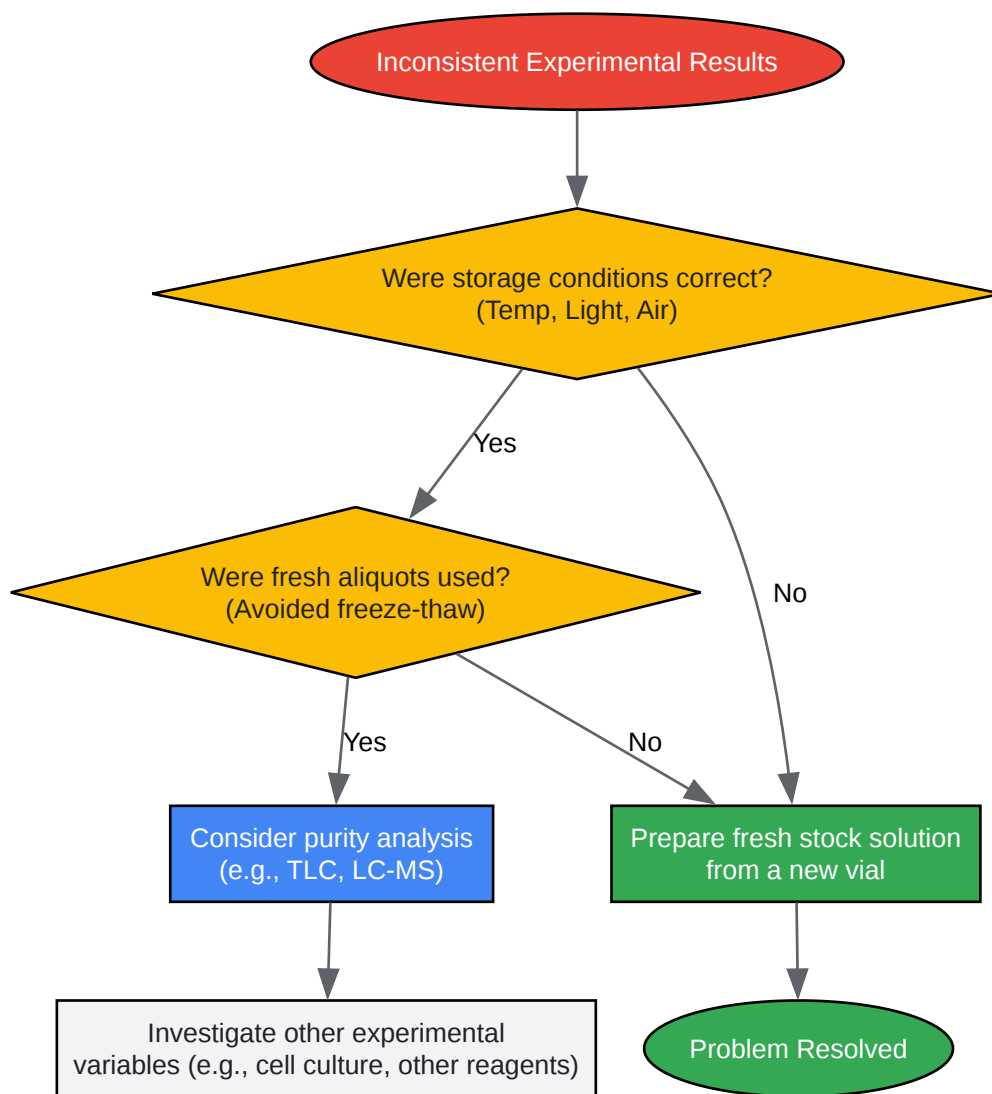 Inconsistent Experimental Results
Were storage conditions correct?
(Temp, Light, Air)
Yes
No
Were fresh aliquots used?
(Avoided freeze-thaw)
Yes
No
Consider purity analysis
(e.g., TLC, LC-MS)
Prepare fresh stock solution
from a new vial
Investigate other experimental
variables (e.g., cell culture, other reagents)
Problem Resolved